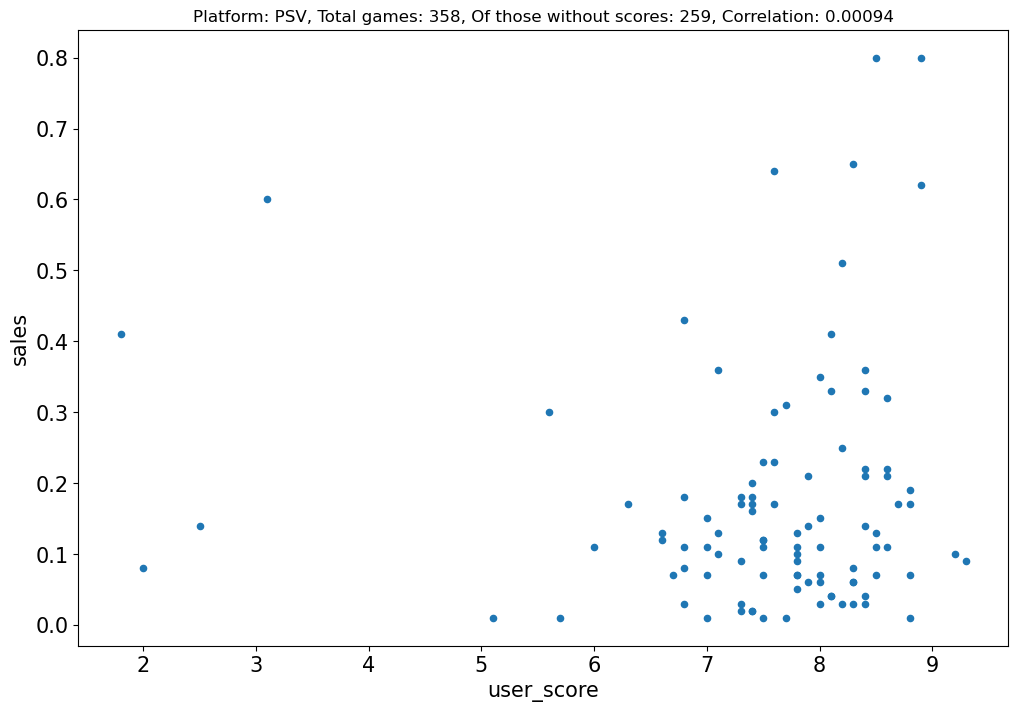 Platform: PSV, Total games: 358, Of those without scores: 259, Correlation: 0.00094
0.8
0.7
0.6
0.5
0.4
0.3
0.2
0.1
0.0
sales
2 3 4 5 6 7 8 9
user_score